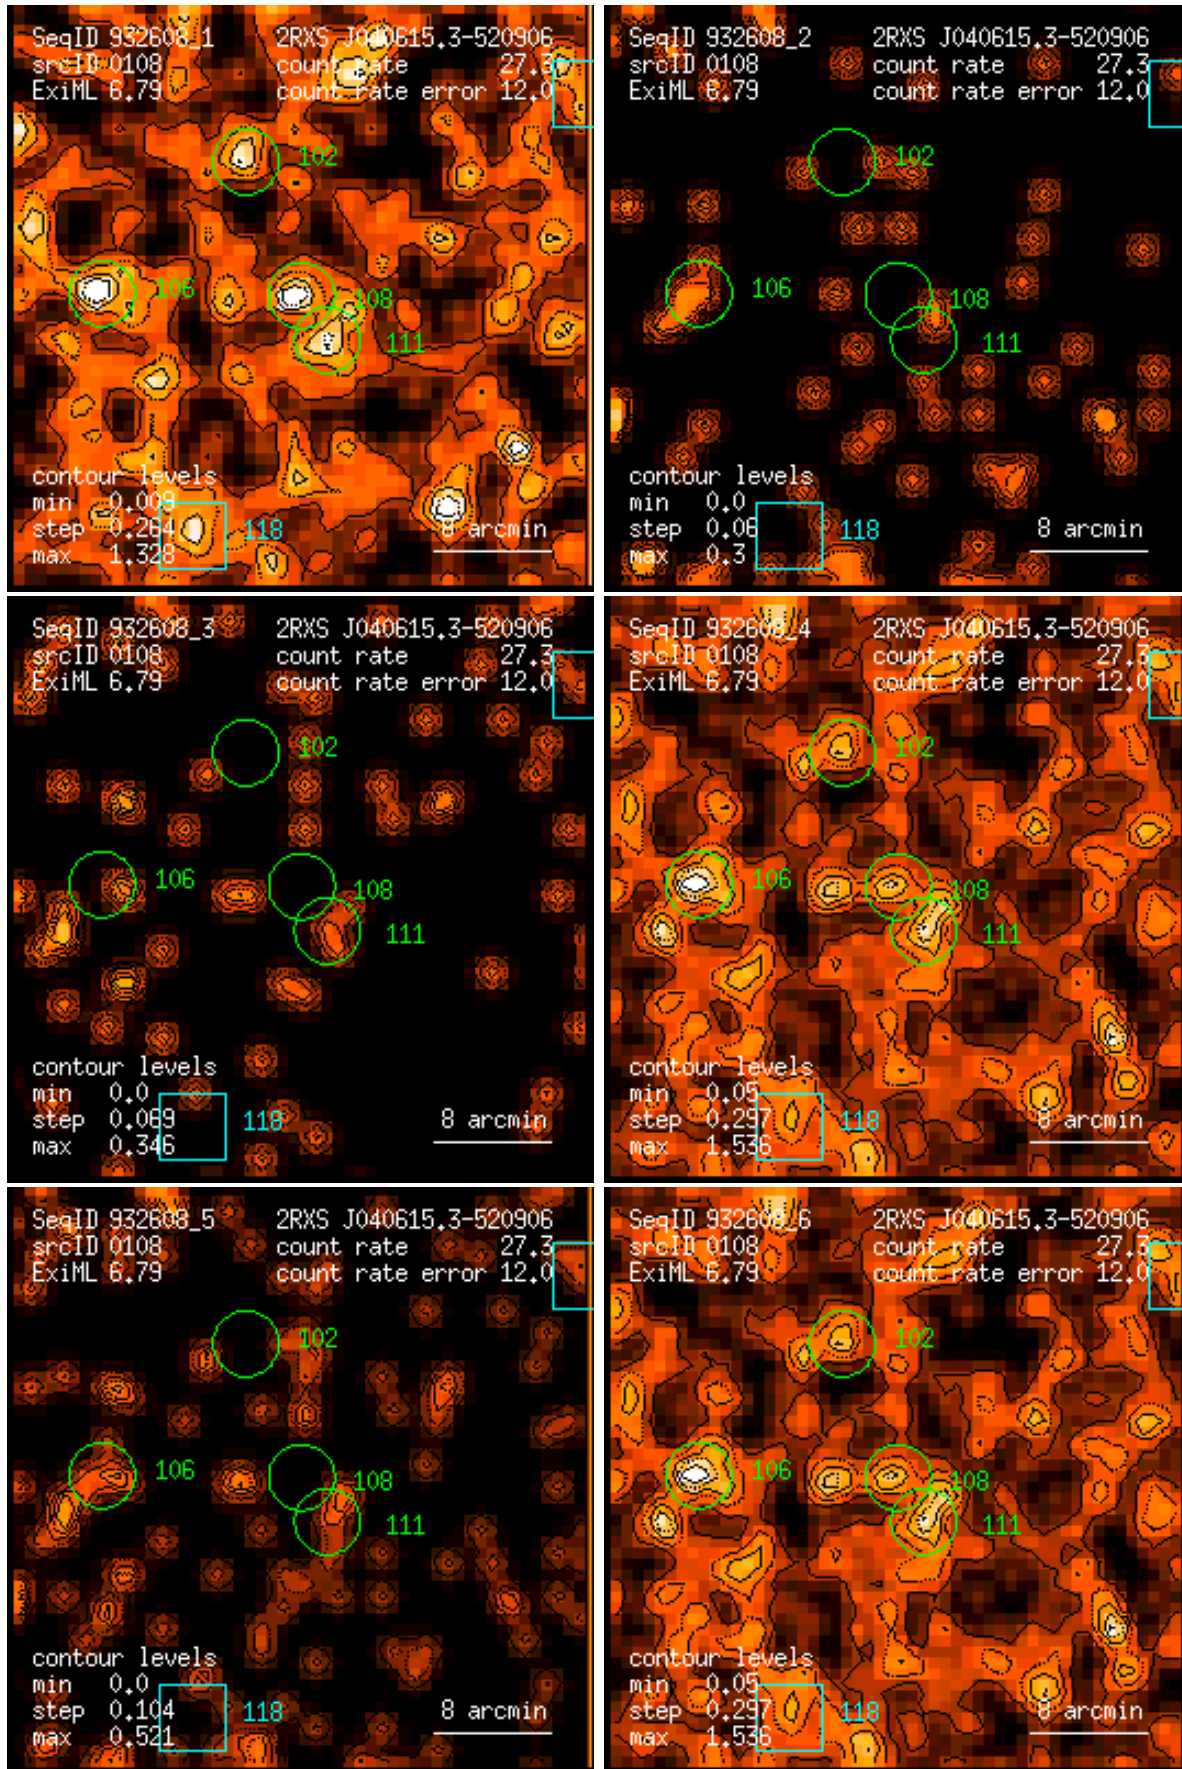 SeqID 932608_1 2RXS J040615.3-520906
srcID 0108 count rate 27.3
ExiML 6.79 count rate error 12.0
102
106
108
111
contour levels
min 0.009
step 0.264
max 1.328
118
8 arcmin
SeqID 932608_2 2RXS J040615.3-520906
srcID 0108 count rate 27.3
ExiML 6.79 count rate error 12.0
102
106
108
111
contour levels
min 0.0
step 0.06
max 0.3
118
8 arcmin
SeqID 932608_3 2RXS J040615.3-520906
srcID 0108 count rate 27.3
ExiML 6.79 count rate error 12.0
102
106
108
111
contour levels
min 0.0
step 0.069
max 0.346
118
8 arcmin
SeqID 932608_4 2RXS J040615.3-520906
srcID 0108 count rate 27.3
ExiML 6.79 count rate error 12.0
102
106
108
111
contour levels
min 0.05
step 0.297
max 1.536
118
8 arcmin
SeqID 932608_5 2RXS J040615.3-520906
srcID 0108 count rate 27.3
ExiML 6.79 count rate error 12.0
102
106
108
111
contour levels
min 0.0
step 0.104
max 0.521
118
8 arcmin
SeqID 932608_6 2RXS J040615.3-520906
srcID 0108 count rate 27.3
ExiML 6.79 count rate error 12.0
102
106
108
111
contour levels
min 0.05
step 0.297
max 1.536
118
8 arcmin